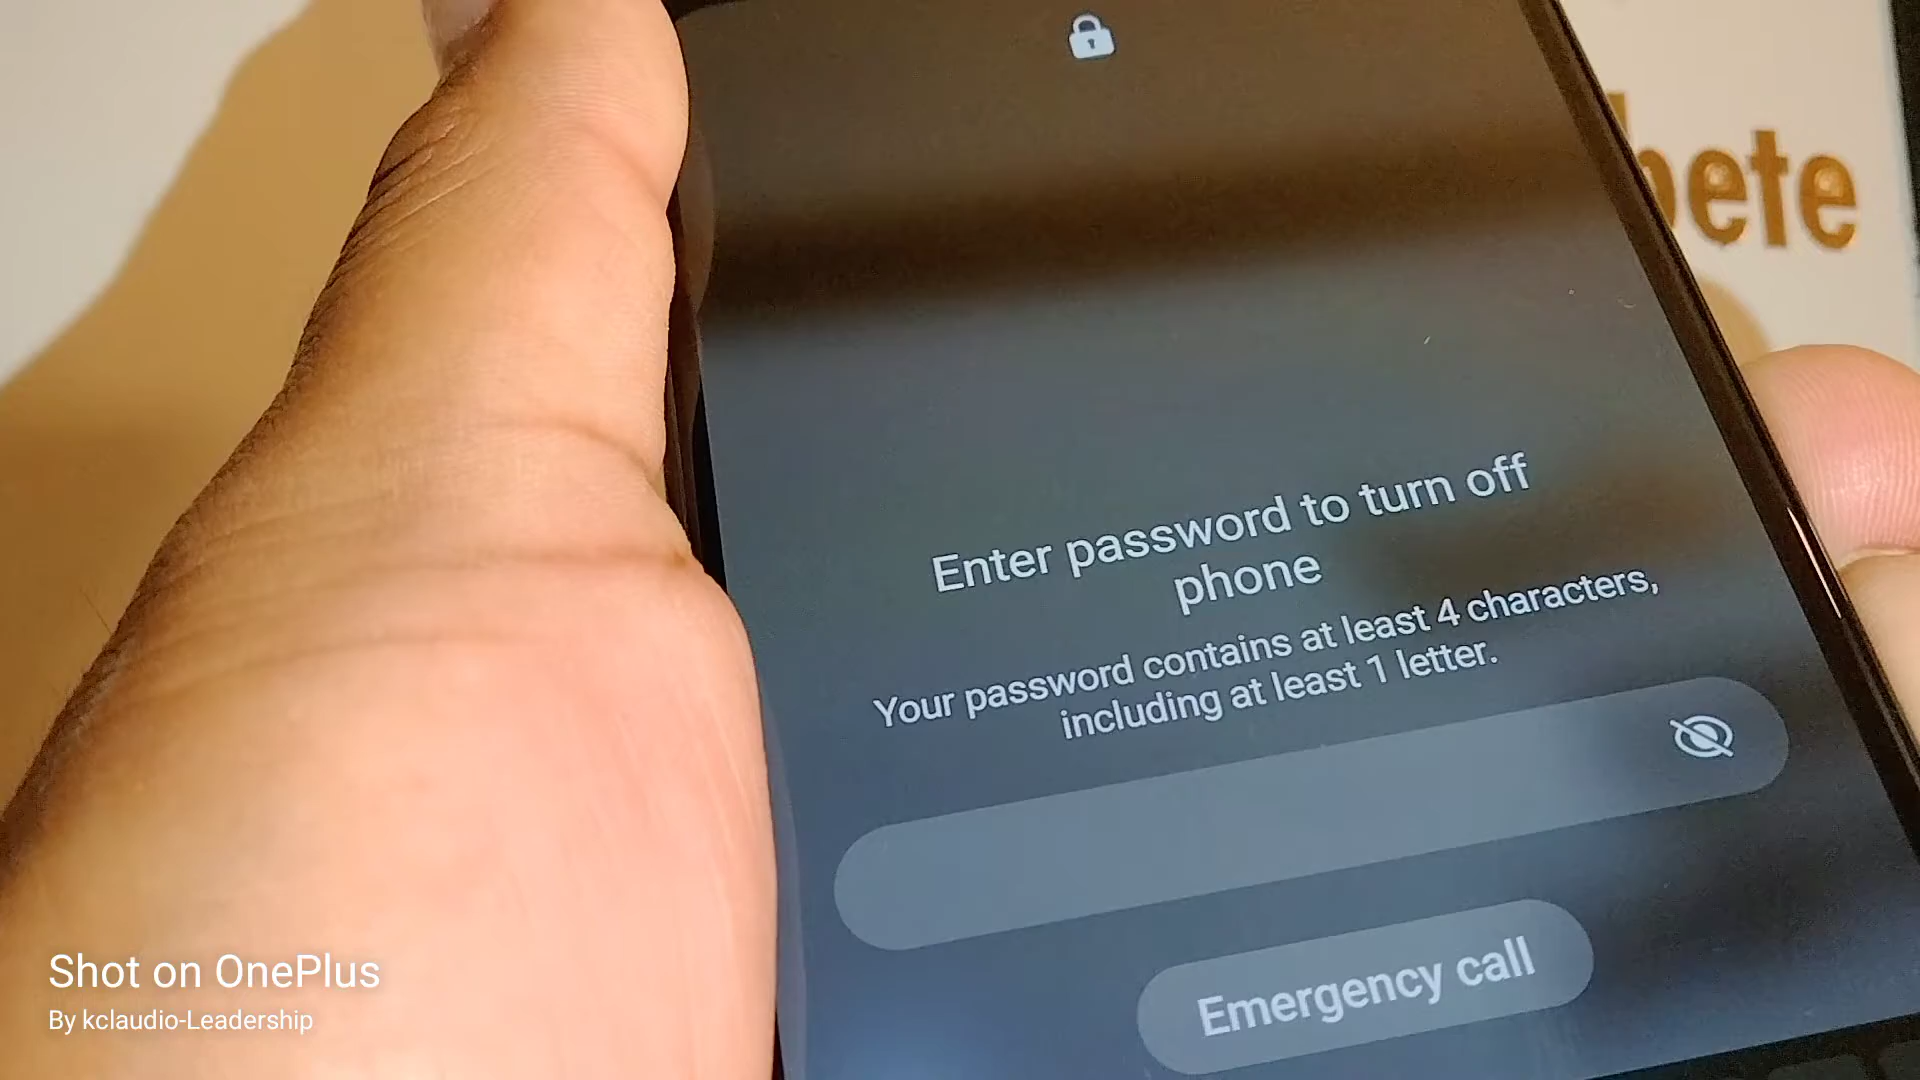 bete
Enter password to turn off
phone
Your password contains at least 4 characters,
including at least 1 letter.
Emergency call
Shot on OnePlus
By kclaudio-Leadership